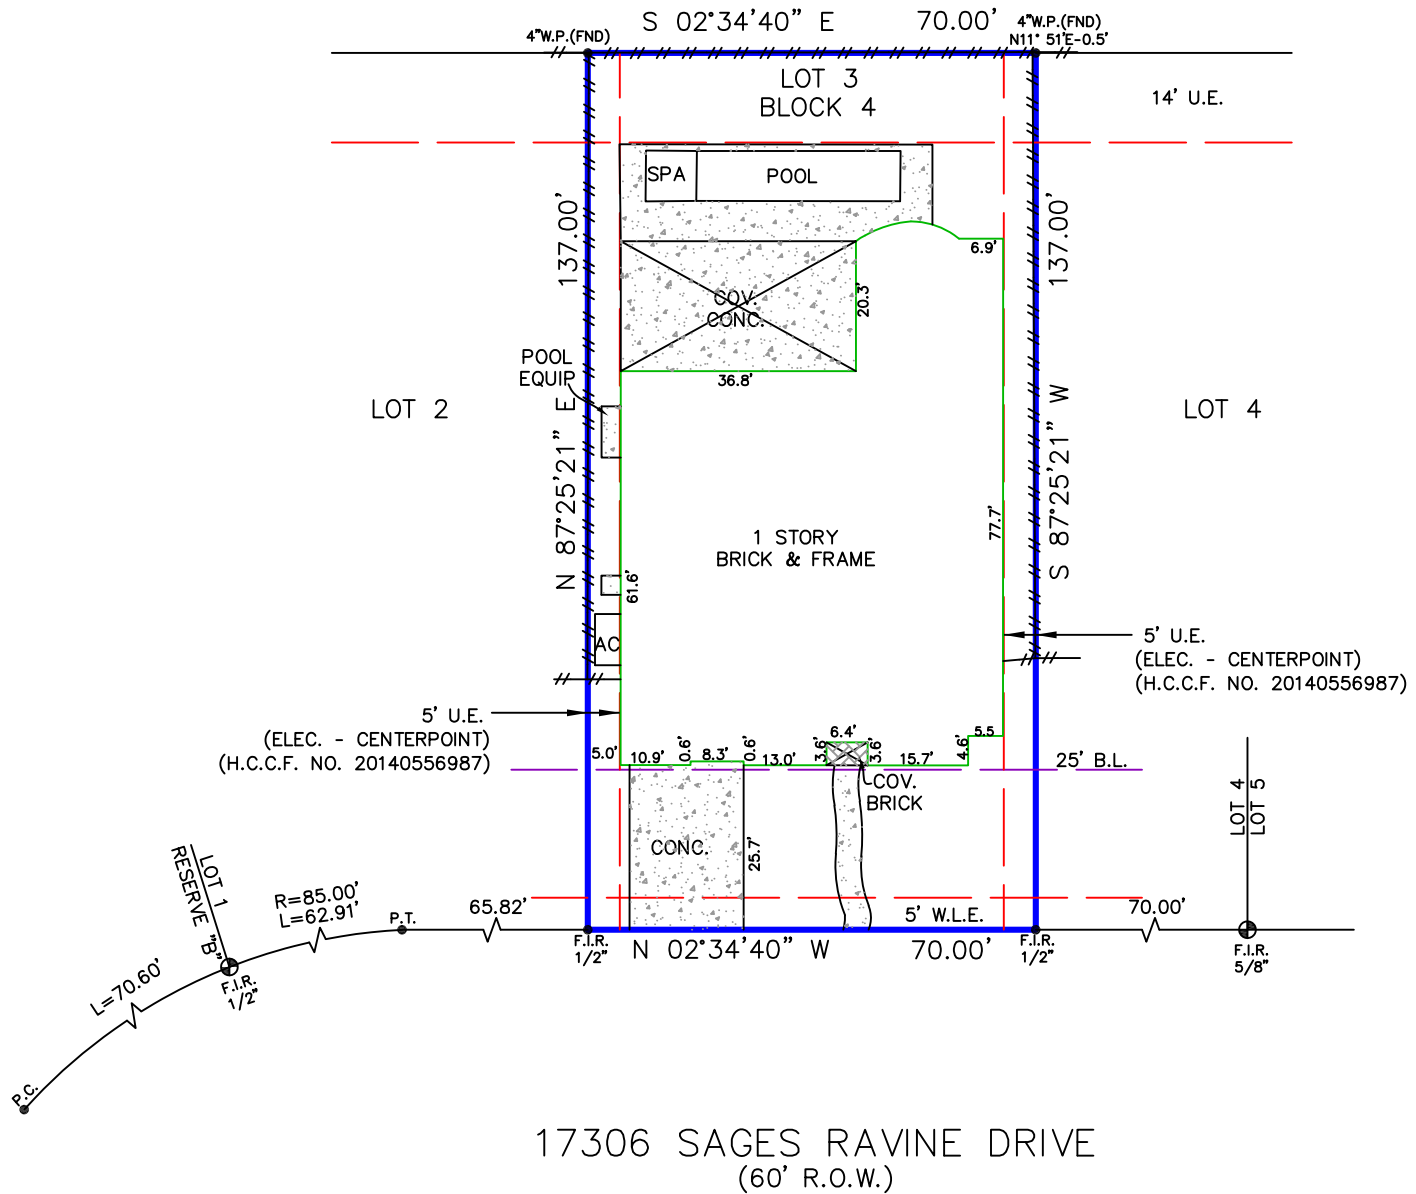 S 02°34'40" E 70.00'
4"W.P.(FND)
4"W.P.(FND)
N11° 51'E-0.5'
LOT 3
BLOCK 4
14' U.E.
SPA
POOL
137.00'
137.00'
6.9'
20.3'
COV.
CONC.
36.8'
POOL
EQUIP
LOT 2
LOT 4
N 87°25'21" E
S 87°25'21" W
77.7'
1 STORY
BRICK & FRAME
61.6'
AC
5' U.E.
(ELEC. - CENTERPOINT)
(H.C.C.F. NO. 20140556987)
5' U.E.
(ELEC. - CENTERPOINT)
(H.C.C.F. NO. 20140556987)
5.0'
10.9'
0.6'
8.3'
0.6'
13.0'
3.6'
6.4'
3.6'
15.7'
4.6'
5.5
25' B.L.
COV.
BRICK
CONC.
25.7'
LOT 4
LOT 5
LOT 1
RESERVE "B"
R=85.00'
L=62.91'
P.T.
65.82'
5' W.L.E.
70.00'
F.I.R.
1/2"
N 02°34'40" W 70.00'
F.I.R.
1/2"
F.I.R.
5/8"
F.I.R.
1/2"
L=70.60'
P.C.
17306 SAGES RAVINE DRIVE
(60' R.O.W.)